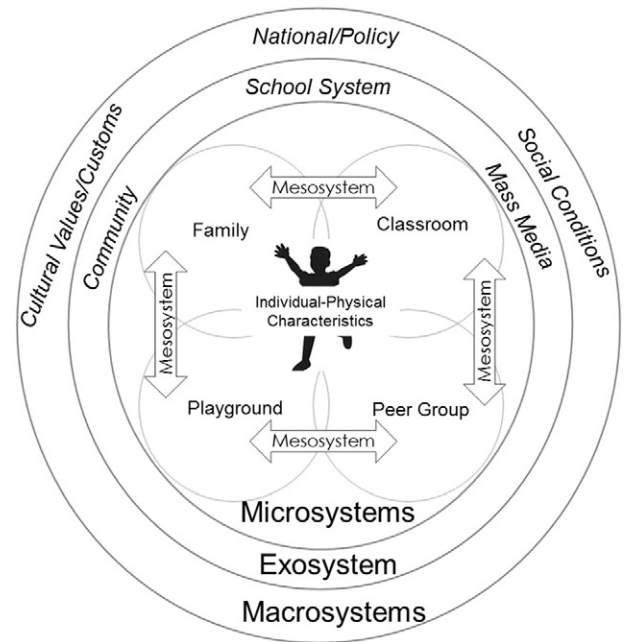 National/Policy
School System
Cultural Values/Customs
Community
Social Conditions
Mass Media
Mesosystem
Family
Classroom
Mesosystem
Individual-Physical
Characteristics
Mesosystem
Playground
Peer Group
Mesosystem
Microsystems
Exosystem
Macrosystems